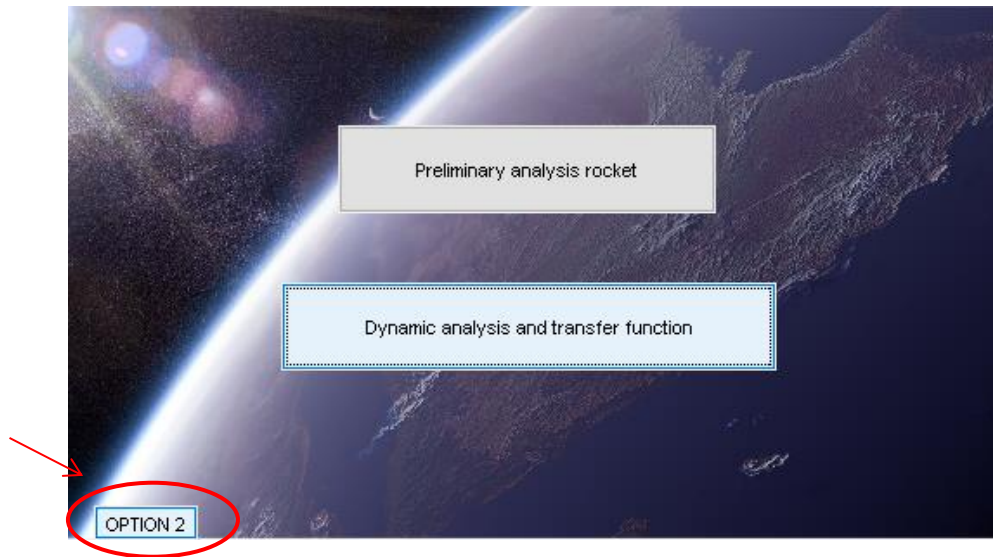 Preliminary analysis rocket
Dynamic analysis and transfer function
OPTION 2